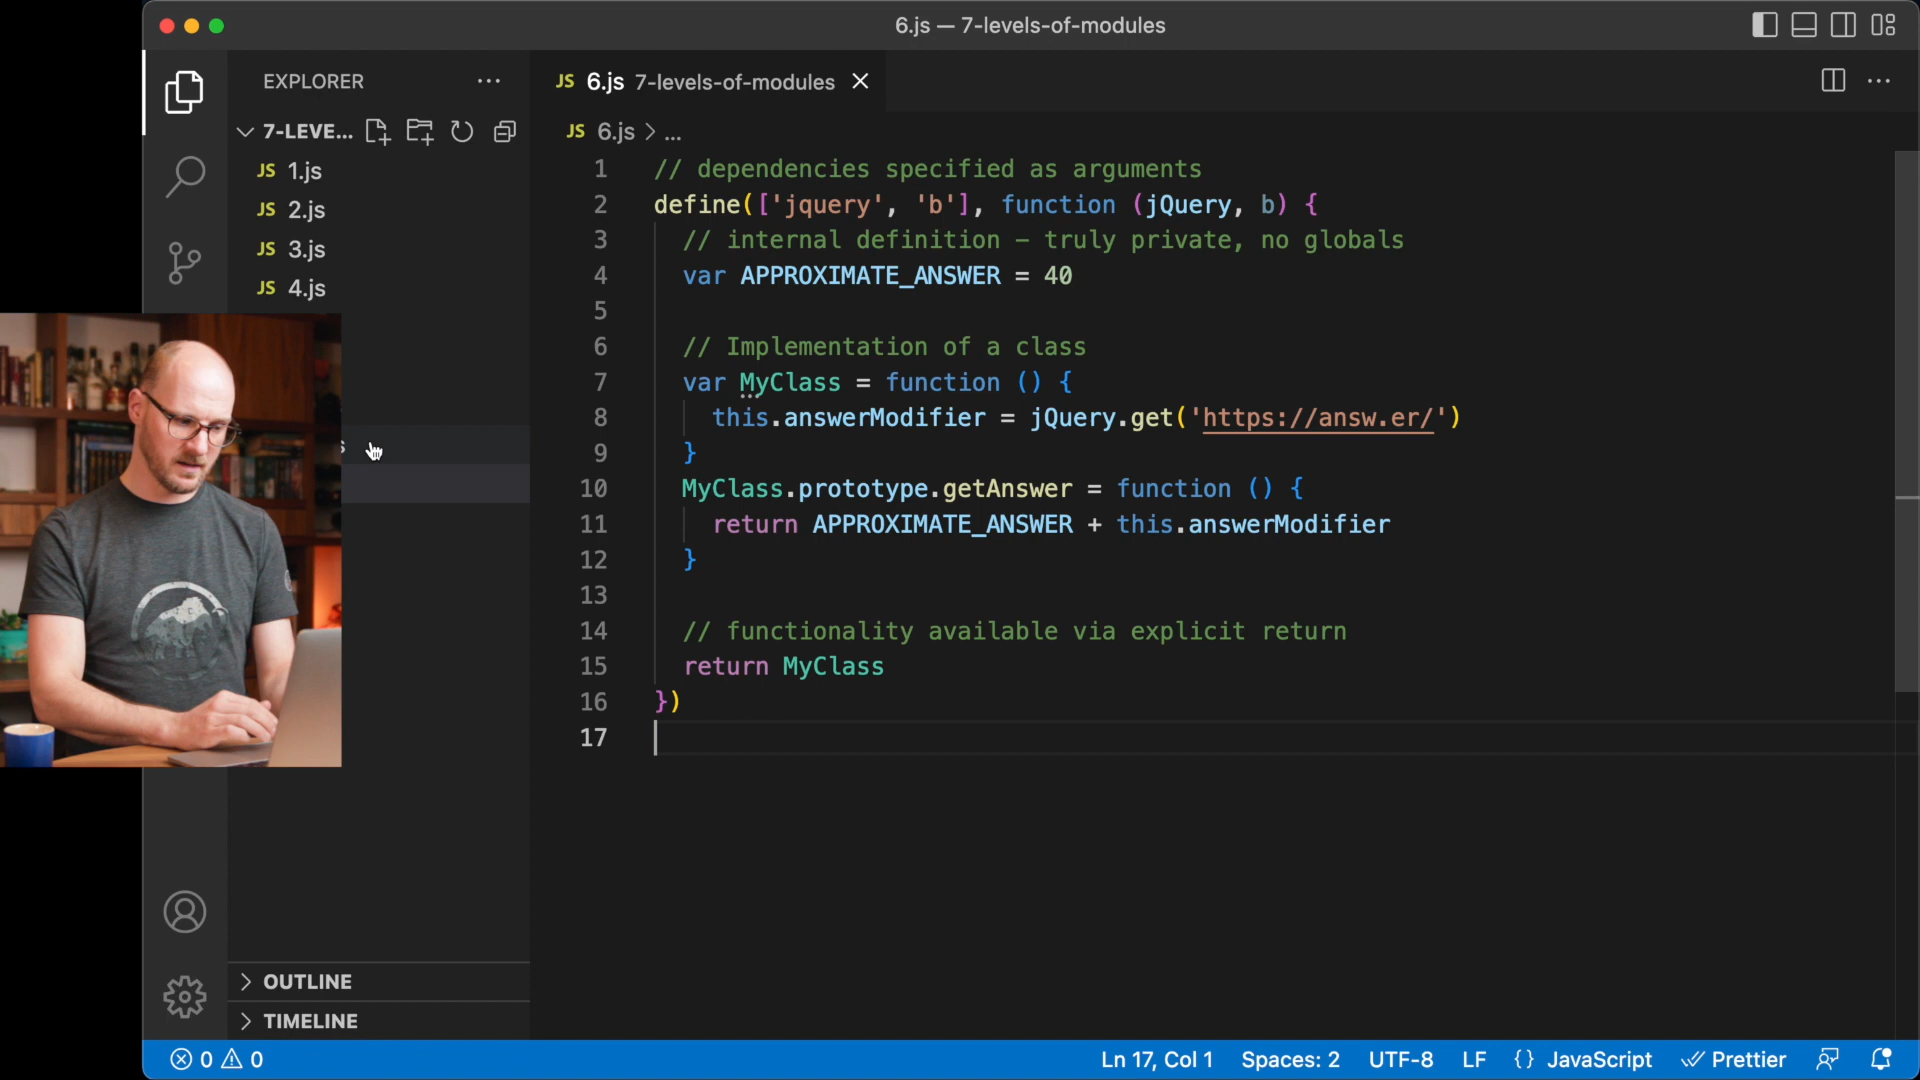 6.js — 7-levels-of-modules
EXPLORER
7-LEVE...
JS 1.js
JS 2.js
JS 3.js
JS 4.js
s
OUTLINE
TIMELINE
JS 6.js 7-levels-of-modules
JS 6.js > ...
1 // dependencies specified as arguments
2 define(['jquery', 'b'], function (jQuery, b) {
3 // internal definition – truly private, no globals
4 var APPROXIMATE_ANSWER = 40
5
6 // Implementation of a class
7 var MyClass = function () {
8 this.answerModifier = jQuery.get('https://answ.er/')
9 }
10 MyClass.prototype.getAnswer = function () {
11 return APPROXIMATE_ANSWER + this.answerModifier
12 }
13
14 // functionality available via explicit return
15 return MyClass
16 })
17
0 0 Ln 17, Col 1 Spaces: 2 UTF-8 LF {} JavaScript Prettier